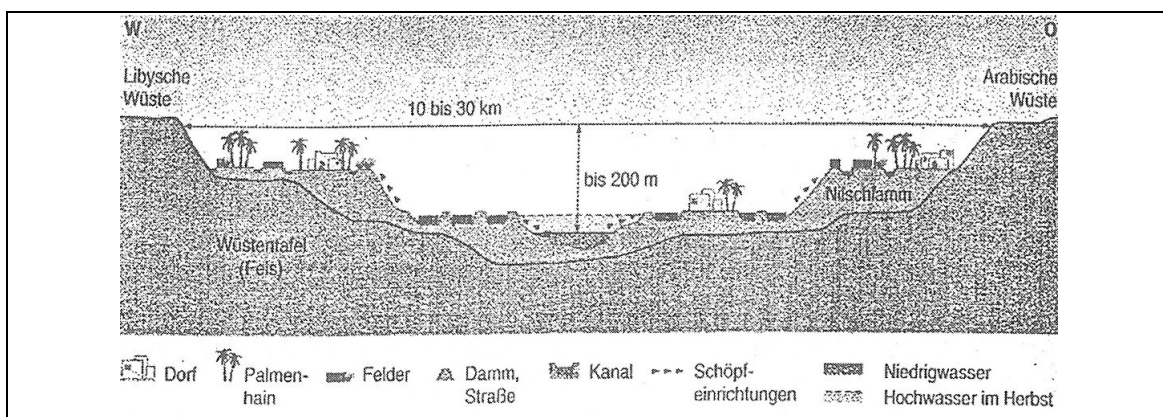 W O
Libysche
Wüste
Arabische
Wüste
10 bis 30 km
bis 200 m
Nilschlamm
Wüstentafel
(Fels)
Dorf Palmen-
hain Felder Damm,
Straße Kanal Schöpf-
einrichtungen Niedrigwasser
Hochwasser im Herbst